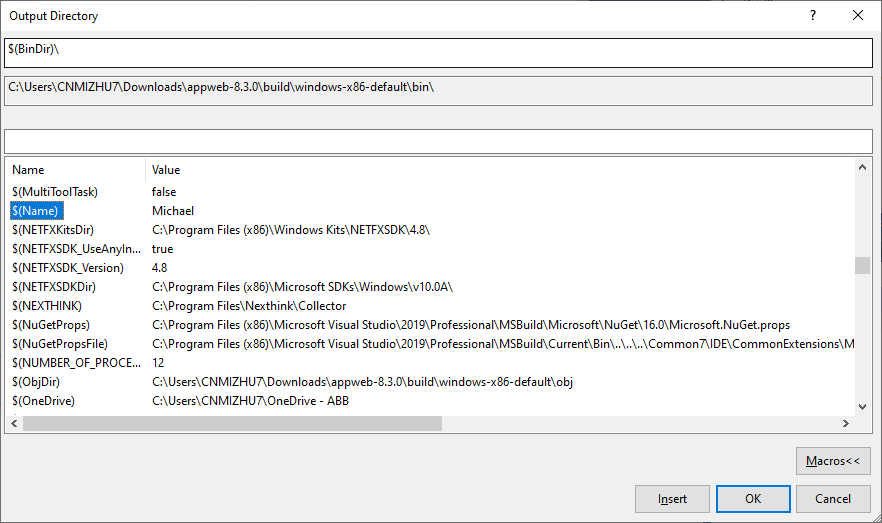 Output Directory
$(BinDir)\
C:\Users\CNMIZHU7\Downloads\appweb-8.3.0\build\windows-x86-default\bin\
Name Value
$(MultiToolTask) false
$(Name) Michael
$(NETFXKitsDir) C:\Program Files (x86)\Windows Kits\NETFXSDK\4.8\
$(NETFXSDK_UseAnyIn... true
$(NETFXSDK_Version) 4.8
$(NETFXSDKDir) C:\Program Files (x86)\Microsoft SDKs\Windows\v10.0A\
$(NEXTHINK) C:\Program Files\Nexthink\Collector
$(NuGetProps) C:\Program Files (x86)\Microsoft Visual Studio\2019\Professional\MSBuild\Microsoft\NuGet\16.0\Microsoft.NuGet.props
$(NuGetPropsFile) C:\Program Files (x86)\Microsoft Visual Studio\2019\Professional\MSBuild\Current\Bin\..\..\..\Common7\IDE\CommonExtensions\M
$(NUMBER_OF_PROCE... 12
$(ObjDir) C:\Users\CNMIZHU7\Downloads\appweb-8.3.0\build\windows-x86-default\obj
$(OneDrive) C:\Users\CNMIZHU7\OneDrive - ABB
Macros<<
Insert OK Cancel